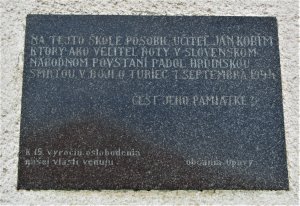 NA TEJTO ŠKOLE PÔSOBIL UČITEĽ JÁN KOBIM
KTORÝ AKO VELITEĽ ROTY V SLOVENSKOM
NÁRODNOM POVSTANÍ PADOL HRDINSKOU
SMRŤOU V BOJI O TURIEC 7. SEPTEMBRA 1944
ČESŤ JEHO PAMIATKE
K 15. výročiu oslobodenia
našej vlasti venujú občania Opavy